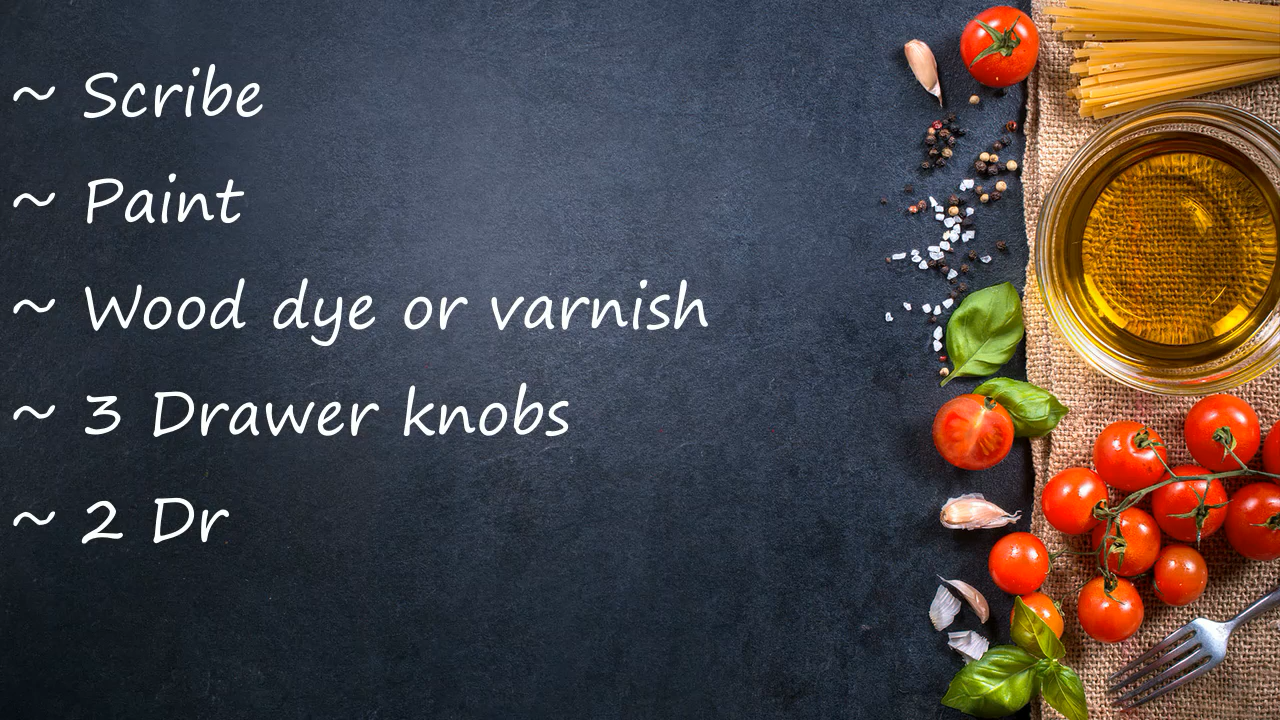 ~ Scribe
~ Paint
~ Wood dye or varnish
~ 3 Drawer knobs
~ 2 Dr